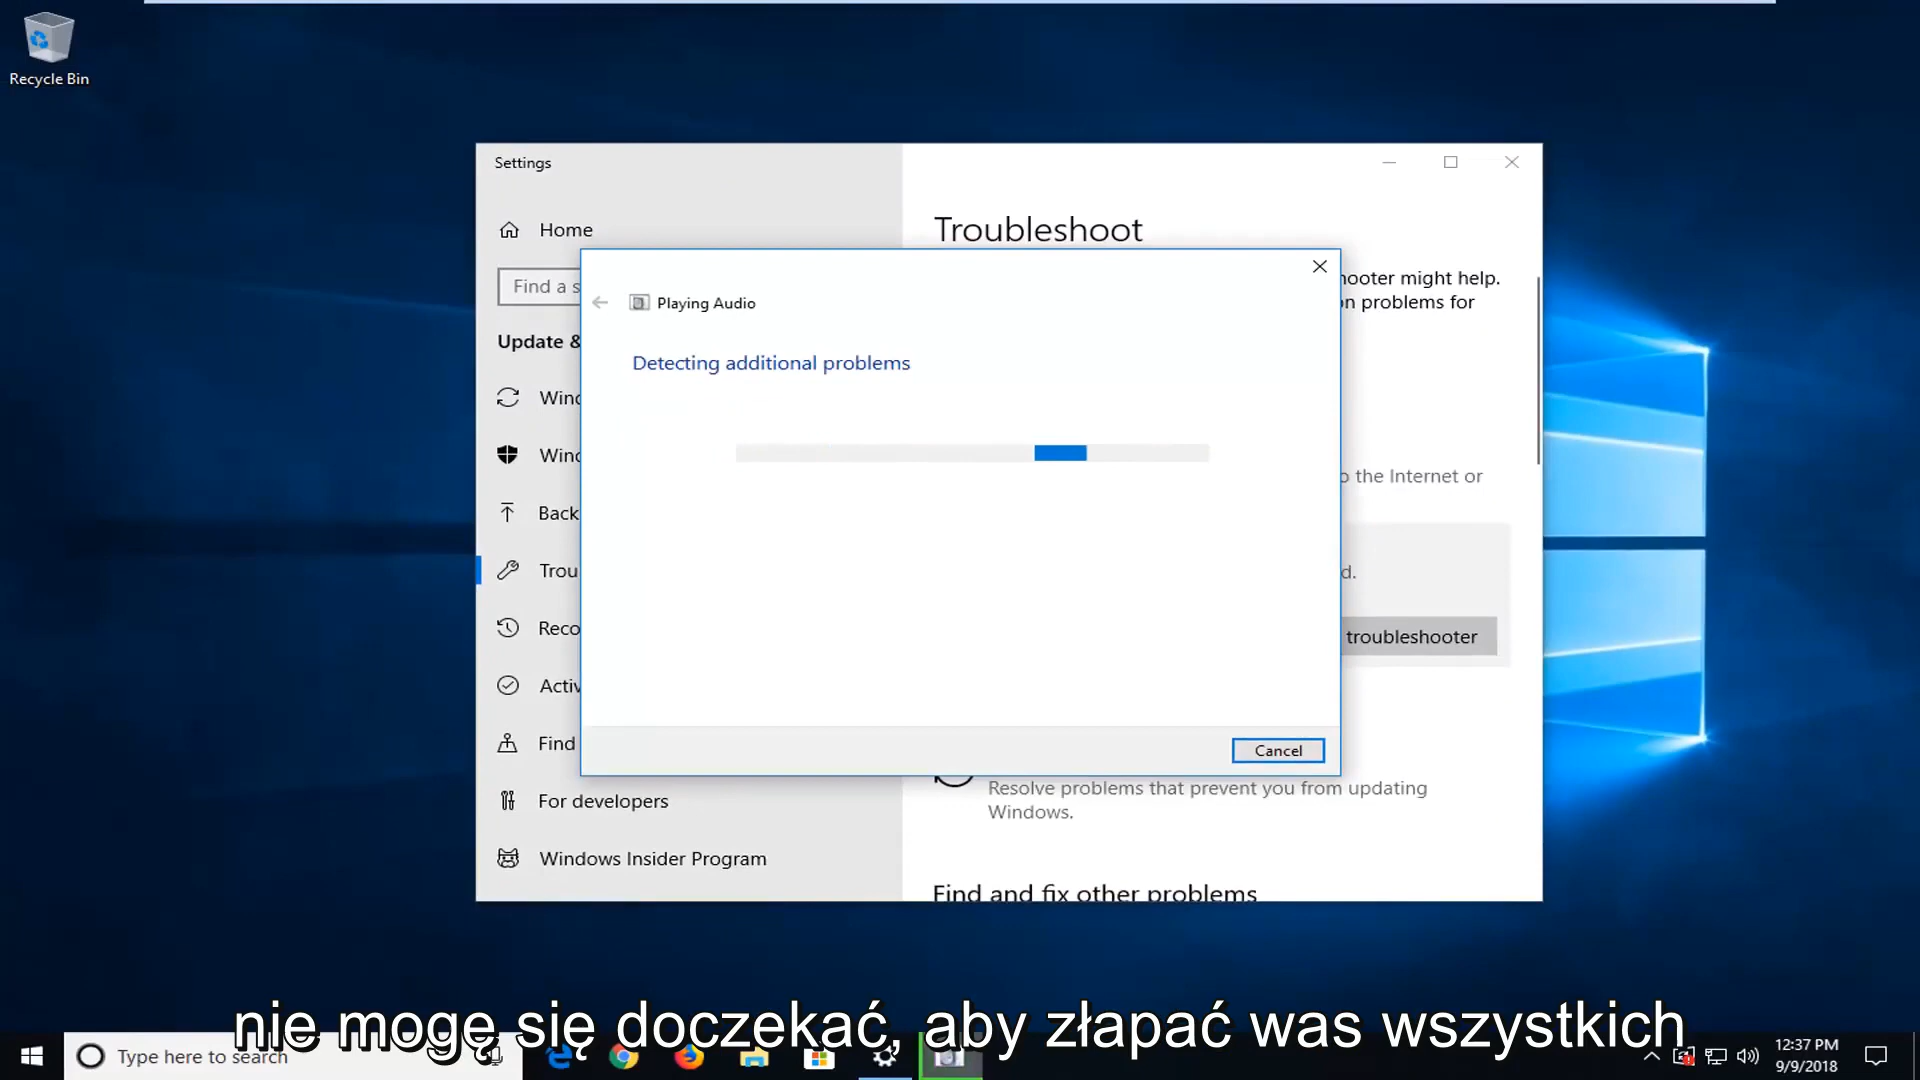 Recycle Bin
Settings
Home
Find a s
Update &
Wind
Wind
Back
Trou
Reco
Activ
Find
For developers
Windows Insider Program
Troubleshoot
hooter might help.
n problems for
o the Internet or
d.
troubleshooter
Resolve problems that prevent you from updating
Windows.
Find and fix other problems
Playing Audio
Detecting additional problems
Cancel
nie mogę się doczekać, aby złapać was wszystkich
Type here to search
12:37 PM
9/9/2018